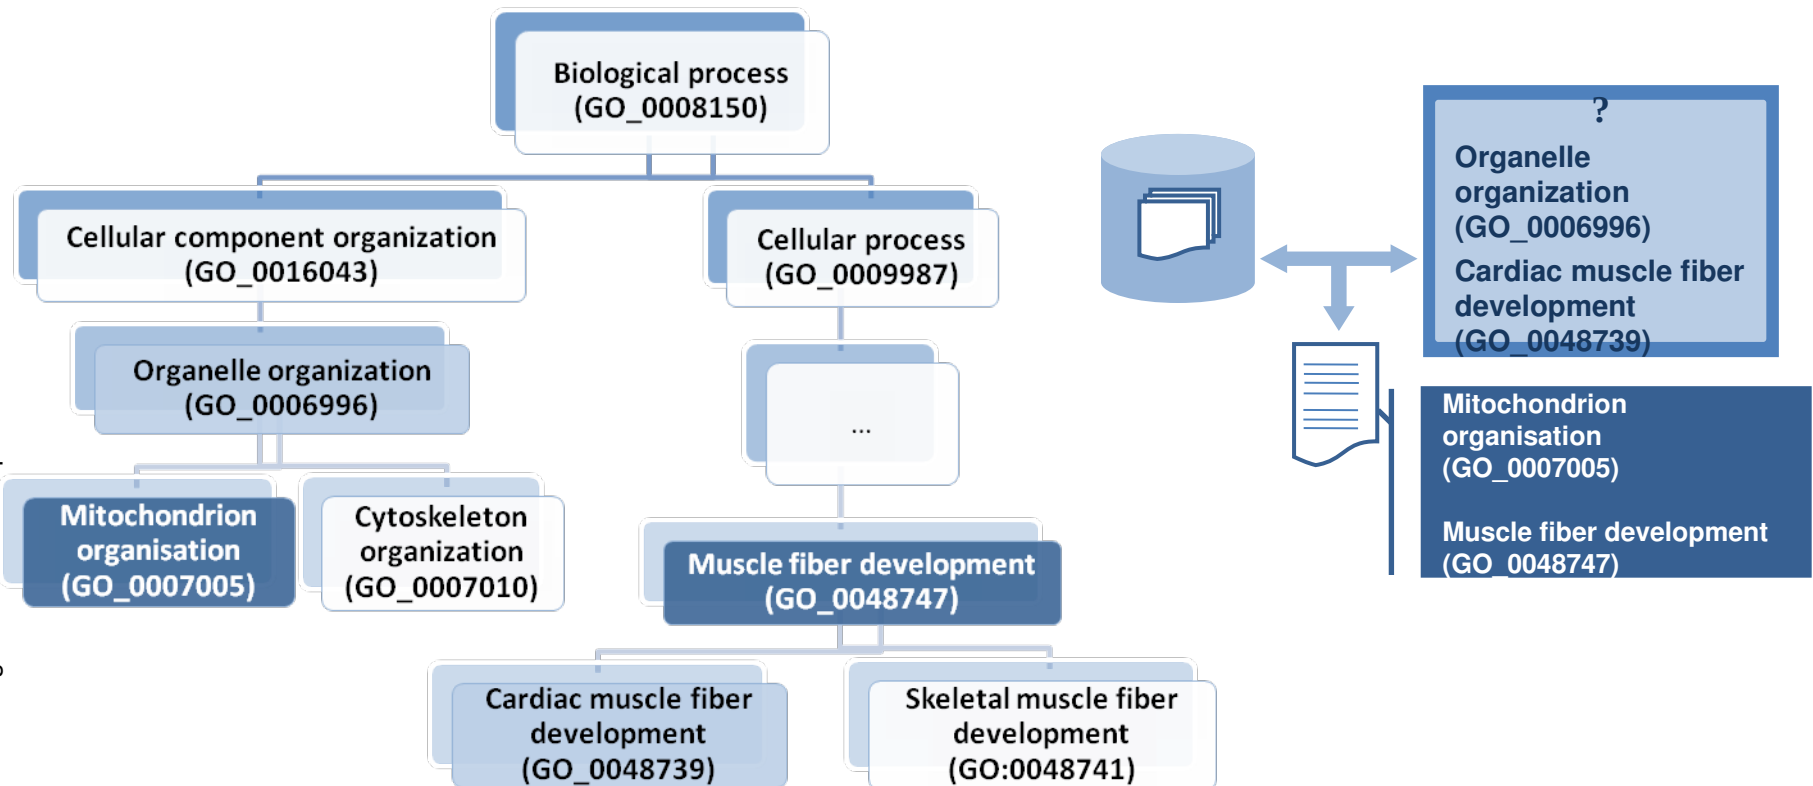 Biological process
(GO_0008150)
Cellular component organization
(GO_0016043)
Cellular process
(GO_0009987)
Organelle organization
(GO_0006996)
...
Mitochondrion
organisation
(GO_0007005)
Cytoskeleton
organization
(GO_0007010)
Muscle fiber development
(GO_0048747)
Cardiac muscle fiber
development
(GO_0048739)
Skeletal muscle fiber
development
(GO:0048741)
?
Organelle
organization
(GO_0006996)
Cardiac muscle fiber
development
(GO_0048739)
Mitochondrion
organisation
(GO_0007005)
Muscle fiber development
(GO_0048747)